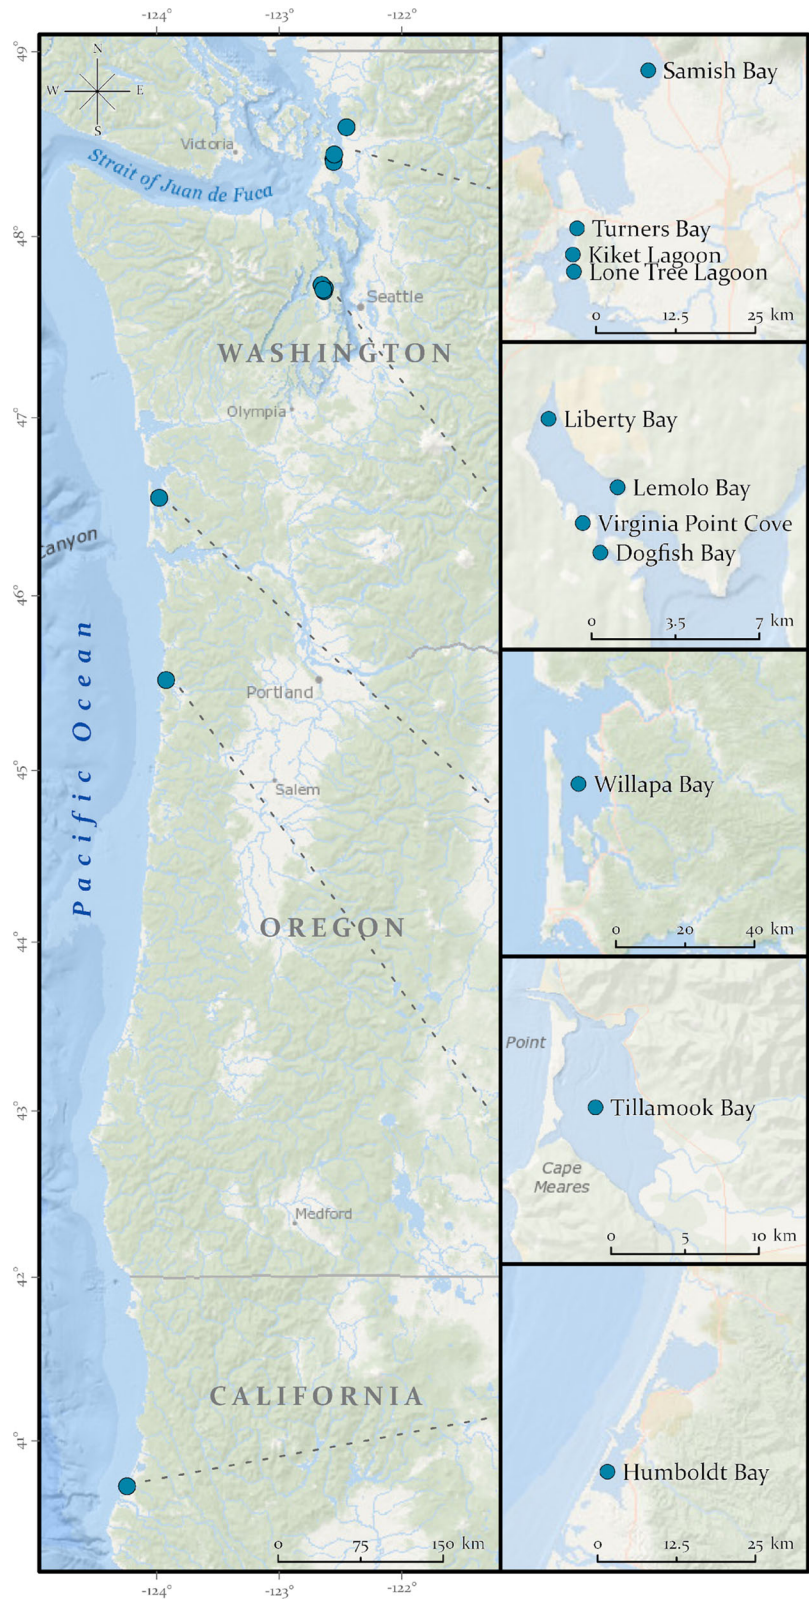 -124°
-123°
-122°
49°
N
W
E
S
Victoria
Strait of Juan de Fuca
48°
Seattle
WASHINGTON
47°
Olympia
Canyon
46°
Portland
Pacific Ocean
45°
Salem
OREGON
44°
43°
Medford
42°
CALIFORNIA
41°
0 75 150 km
-124°
-123°
-122°
Samish Bay
Turners Bay
Kiket Lagoon
Lone Tree Lagoon
0 12.5 25 km
Liberty Bay
Lemolo Bay
Virginia Point Cove
Dogfish Bay
0 3.5 7 km
Willapa Bay
0 20 40 km
Point
Tillamook Bay
Cape
Meares
0 5 10 km
Humboldt Bay
0 12.5 25 km